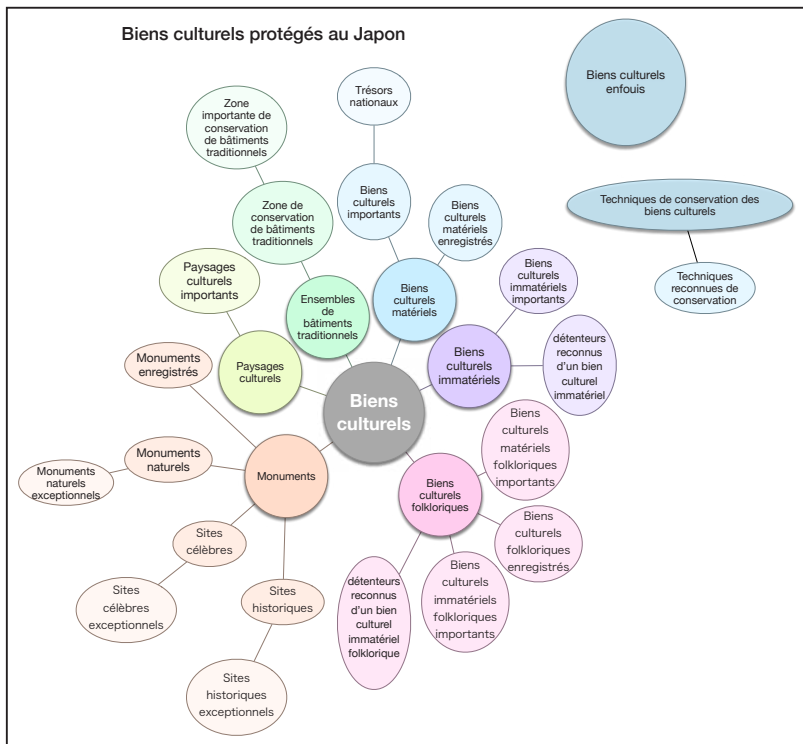 Biens culturels protégés au Japon
Biens culturels
enfouis
Techniques de conservation des
biens culturels
Techniques
reconnues de
conservation
Zone
importante de
conservation
de bâtiments
traditionnels
Zone de
conservation
de bâtiments
traditionnels
Ensembles
de
bâtiments
traditionnels
Trésors
nationaux
Biens
culturels
importants
Biens
culturels
matériels
enregistrés
Biens
culturels
matériels
Biens
culturels
immatériels
importants
détenteurs
reconnus
d'un bien
culturel
immatériel
Biens
culturels
immatériels
Paysages
culturels
importants
Paysages
culturels
Biens
culturels
Monuments
enregistrés
Monuments
naturels
Monuments
naturels
exceptionnels
Monuments
Sites
célèbres
Sites
célèbres
exceptionnels
Sites
historiques
Sites
historiques
exceptionnels
Biens
culturels
folkloriques
Biens
culturels
matériels
folkloriques
importants
Biens
culturels
folkloriques
enregistrés
Biens
culturels
immatériels
folkloriques
importants
détenteurs
reconnus
d'un bien
culturel
immatériel
folklorique